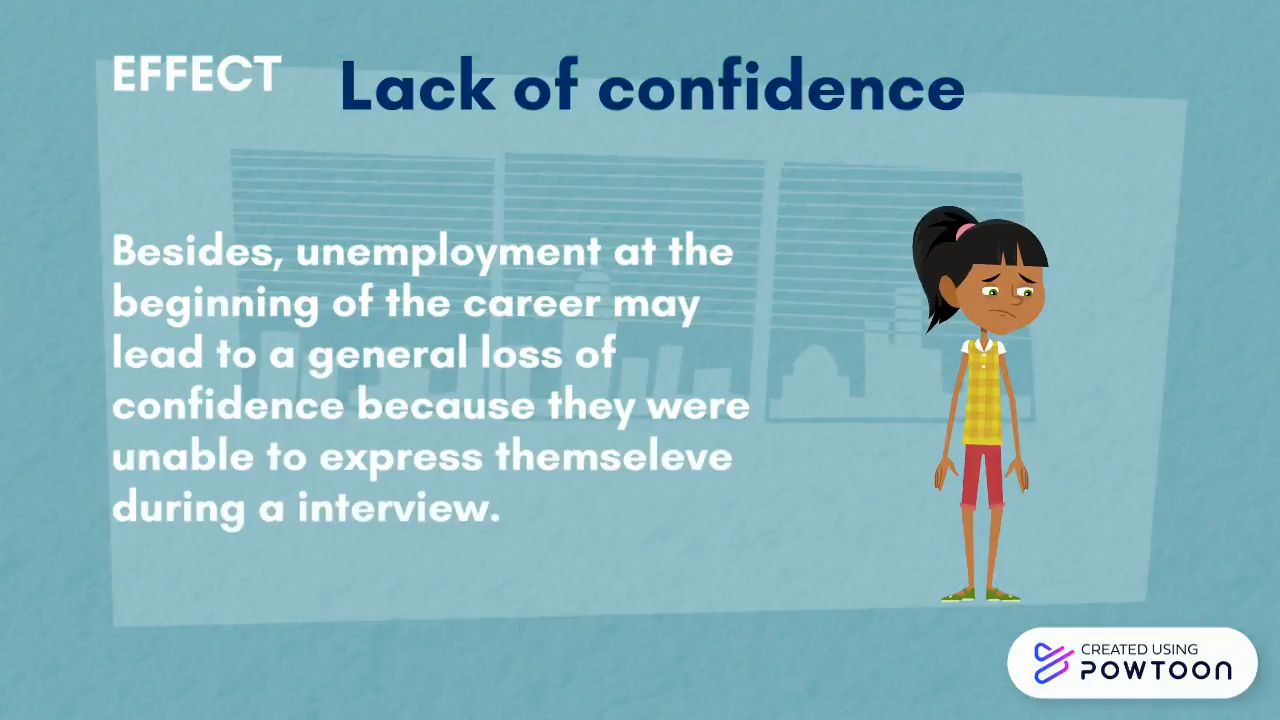 EFFECT
Lack of confidence
Besides, unemployment at the
beginning of the career may
lead to a general loss of
confidence because they were
unable to express themseleve
during a interview.
CREATED USING
POWTOON